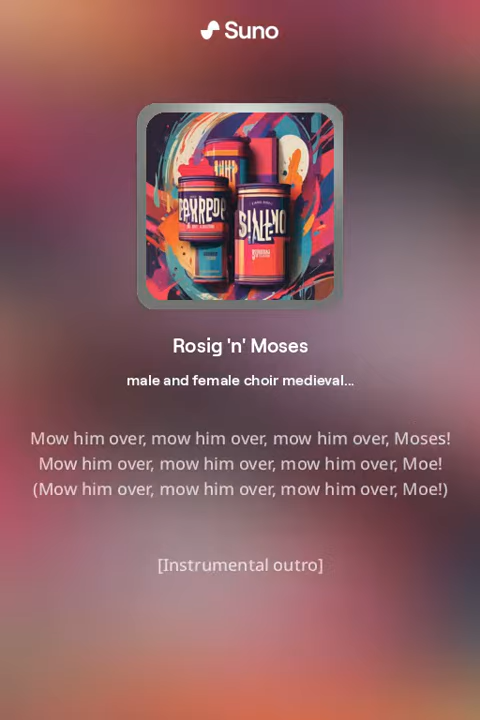 Suno
Rosig 'n' Moses
male and female choir medieval...
Mow him over, mow him over, mow him over, Moses!
Mow him over, mow him over, mow him over, Moe!
(Mow him over, mow him over, mow him over, Moe!)
[Instrumental outro]